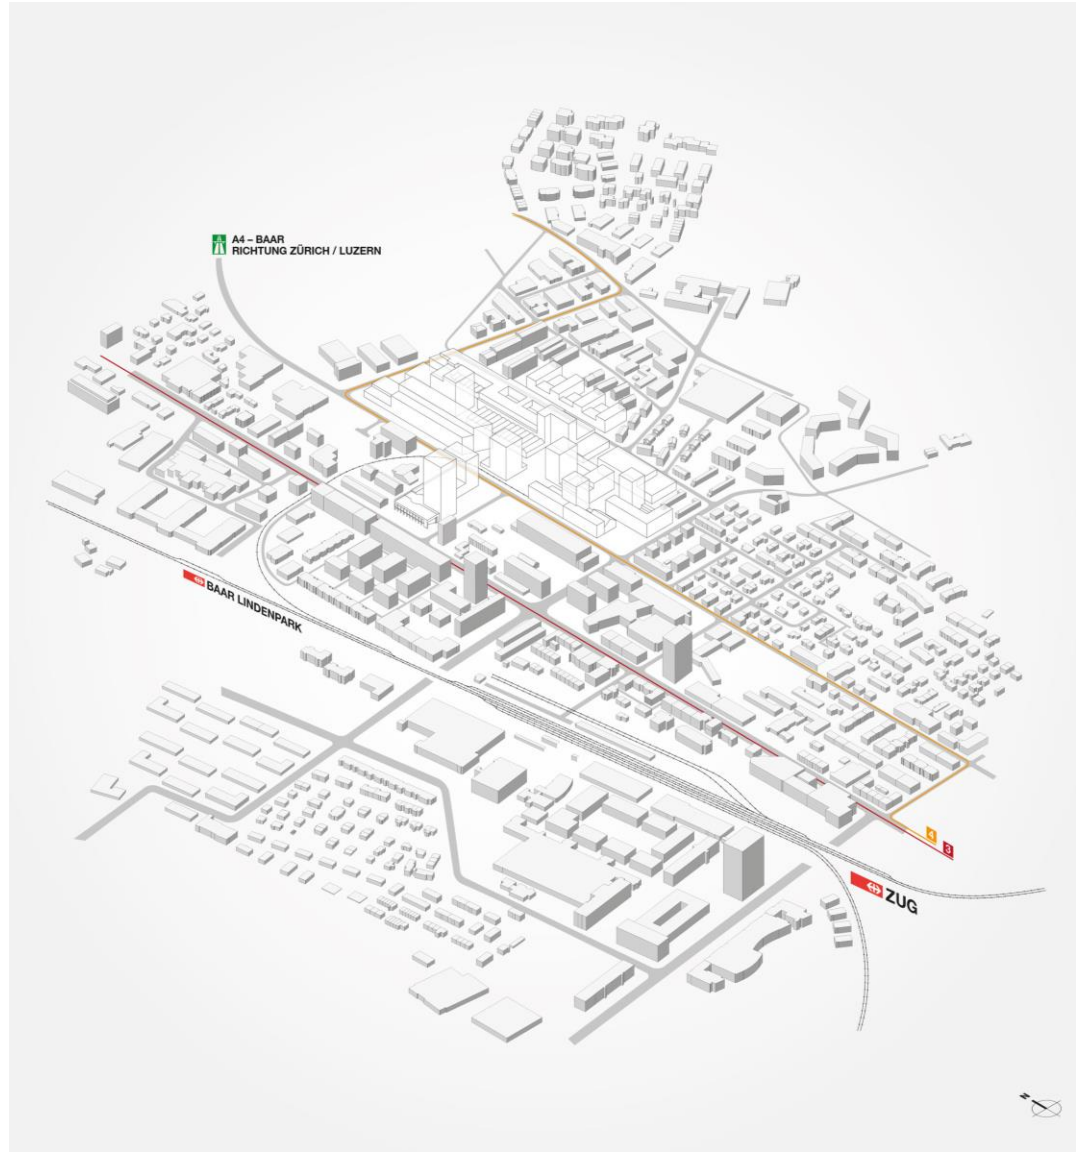 A4 – BAAR
RICHTUNG ZÜRICH / LUZERN
BAAR LINDENPARK
4
3
ZUG
N